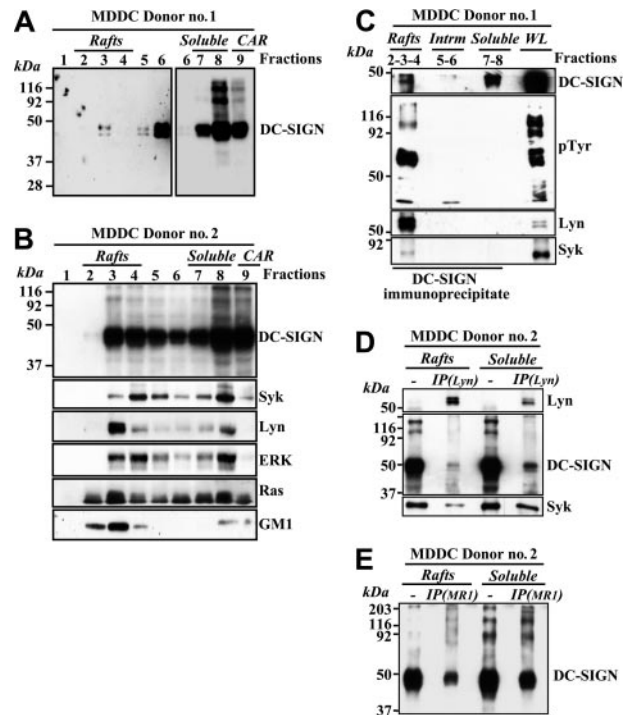 A
MDDC Donor no.1
Rafts Soluble CAR
1 2 3 4 5 6 6 7 8 9 Fractions
kDa
116
92
50
37
28
DC-SIGN
B
MDDC Donor no.2
Rafts Soluble CAR
1 2 3 4 5 6 7 8 9 Fractions
kDa
116
92
50
37
DC-SIGN
Syk
Lyn
ERK
Ras
GM1
C
MDDC Donor no.1
Rafts Intrm Soluble WL
2-3-4 5-6 7-8 Fractions
kDa
50
DC-SIGN
116
92
50
pTyr
50
Lyn
92
Syk
DC-SIGN
immunoprecipitate
D
MDDC Donor no.2
Rafts Soluble
kDa - IP(Lyn) - IP(Lyn)
50
Lyn
116
92
50
37
DC-SIGN
Syk
E
MDDC Donor no.2
Rafts Soluble
kDa - IP(MR1) - IP(MR1)
203
116
92
50
37
DC-SIGN